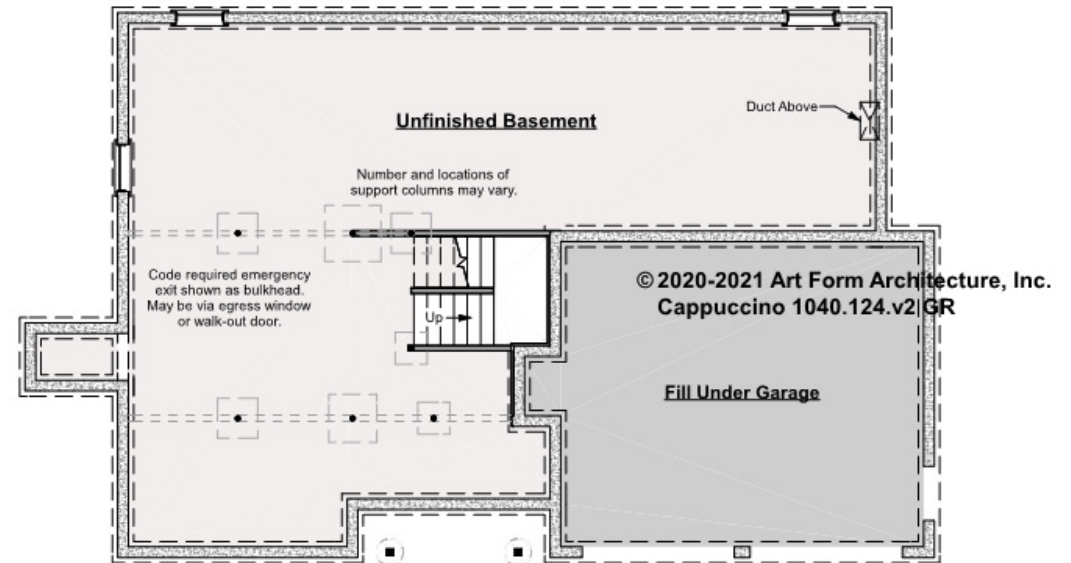 Duct Above
Unfinished Basement
Number and locations of
support columns may vary.
Code required emergency
exit shown as bulkhead.
May be via egress window
or walk-out door.
Up
© 2020-2021 Art Form Architecture, Inc.
Cappuccino 1040.124.v2 GR
Fill Under Garage